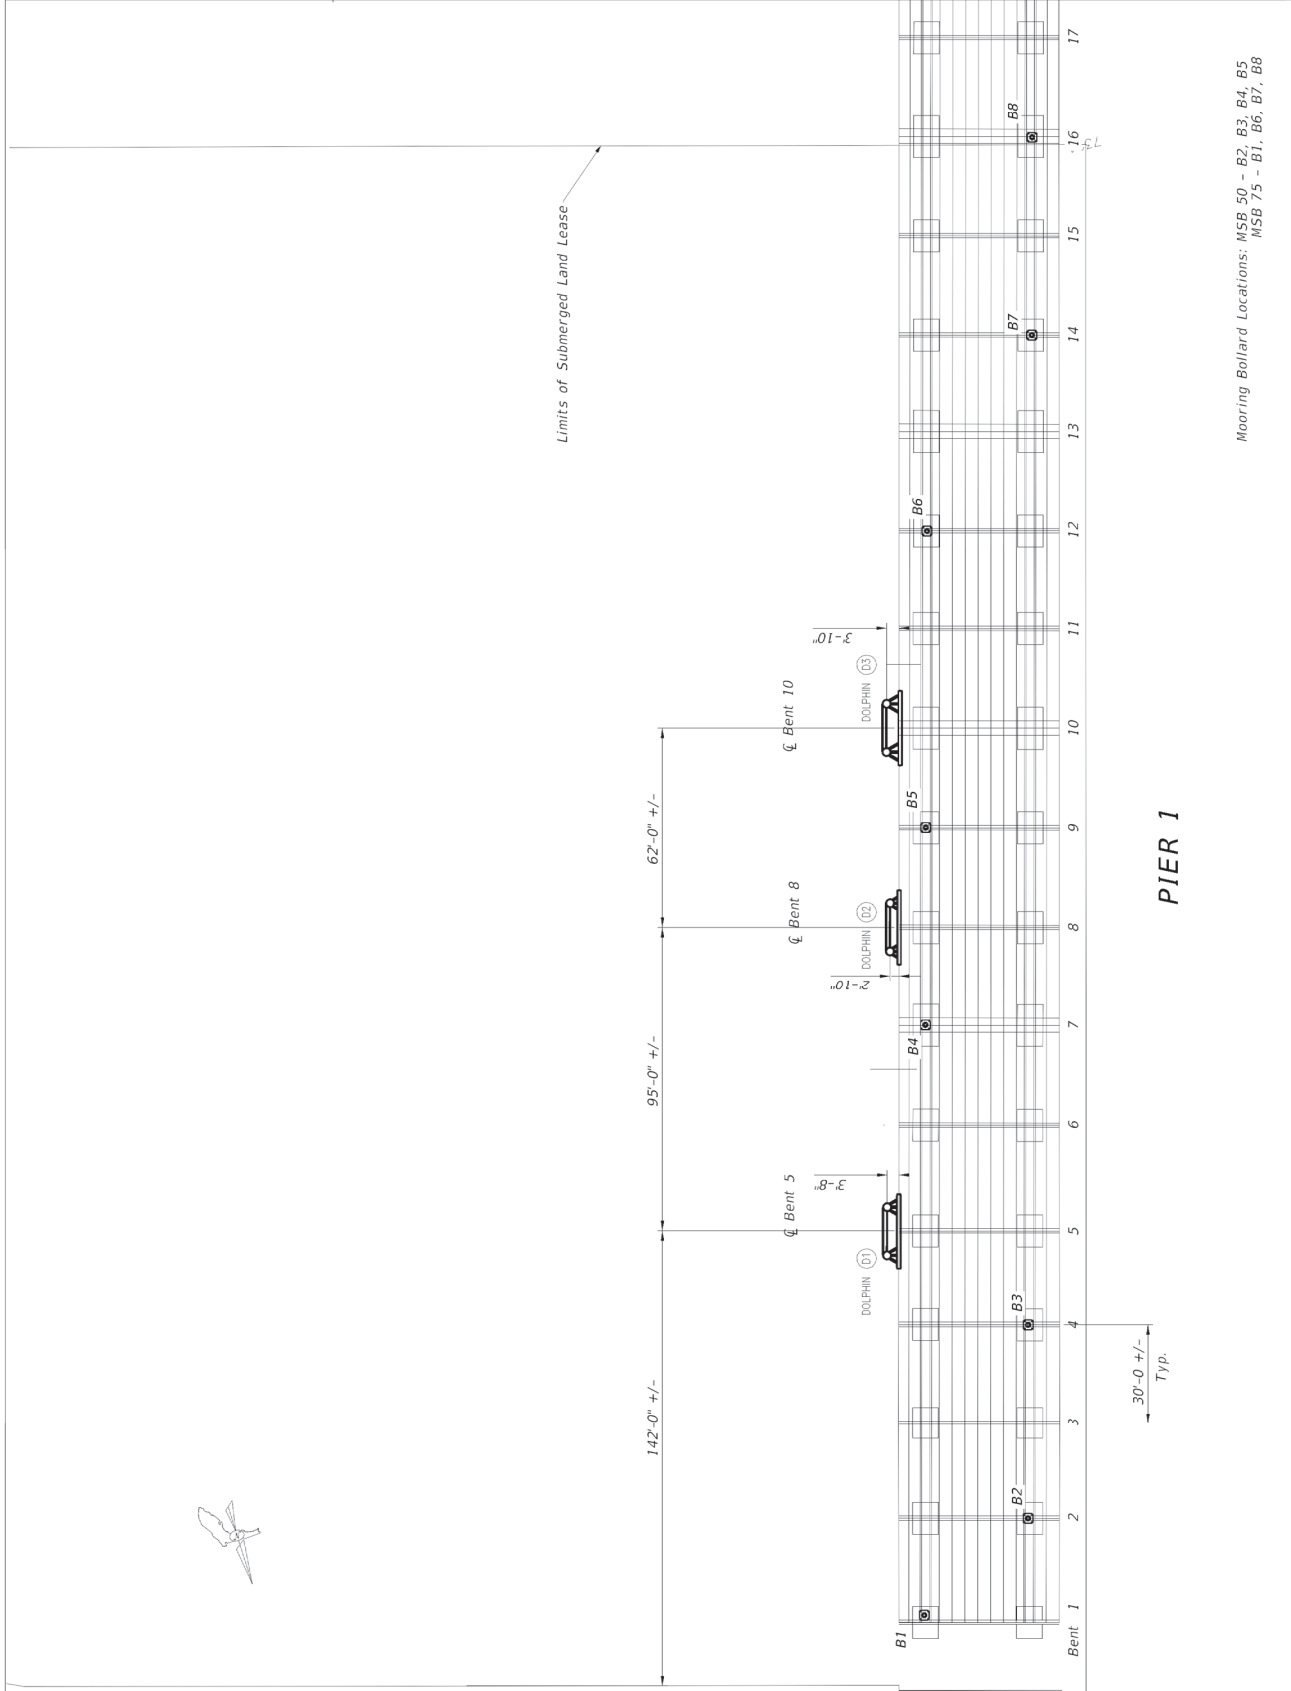 Limits of Submerged Land Lease
142'-0" +/-
95'-0" +/-
62'-0" +/-
℄ Bent 5
℄ Bent 8
℄ Bent 10
DOLPHIN D1
DOLPHIN D2
DOLPHIN D3
3'-8"
2'-10"
3'-10"
B1
B4
B5
B6
B2
B3
B7
B8
Bent 1 2 3 4 5 6 7 8 9 10 11 12 13 14 15 16 17
73'
30'-0 +/-
Typ.
PIER 1
Mooring Bollard Locations: MSB 50 - B2, B3, B4, B5
MSB 75 - B1, B6, B7, B8